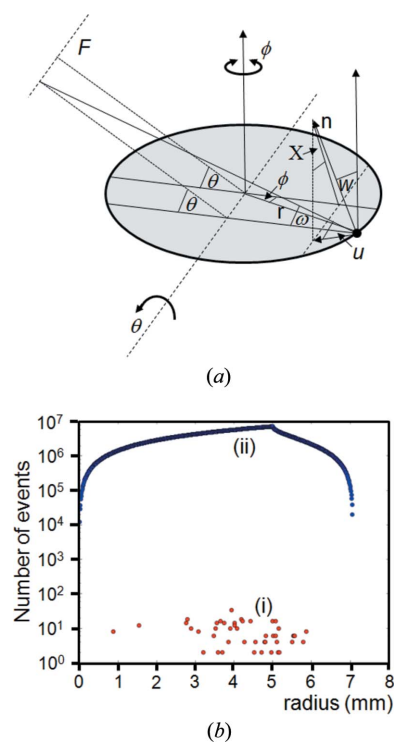 F
ϕ
n
X
θ
ϕ
W
θ
r
ω
u
θ
(a)
Number of events
10⁷
10⁶
10⁵
10⁴
10³
10²
10¹
10⁰
(ii)
(i)
0 1 2 3 4 5 6 7 8
radius (mm)
(b)